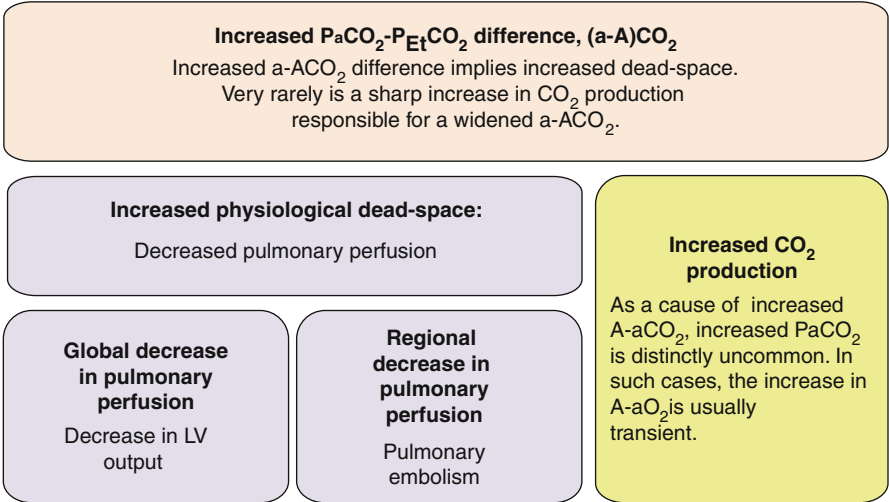 Increased PaCO₂-PEtCO₂ difference, (a-A)CO₂
Increased a-ACO₂ difference implies increased dead-space.
Very rarely is a sharp increase in CO₂ production
responsible for a widened a-ACO₂.
Increased physiological dead-space:
Decreased pulmonary perfusion
Global decrease
in pulmonary
perfusion
Decrease in LV
output
Regional
decrease in
pulmonary
perfusion
Pulmonary
embolism
Increased CO₂
production
As a cause of increased
A-aCO₂, increased PaCO₂
is distinctly uncommon. In
such cases, the increase in
A-aO₂is usually
transient.